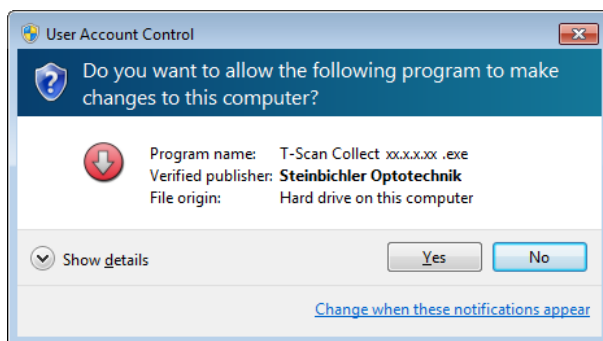 User Account Control
Do you want to allow the following program to make
changes to this computer?
Program name: T-Scan Collect xx.x.x.xx .exe
Verified publisher: Steinbichler Optotechnik
File origin: Hard drive on this computer
Show details
Yes
No
Change when these notifications appear